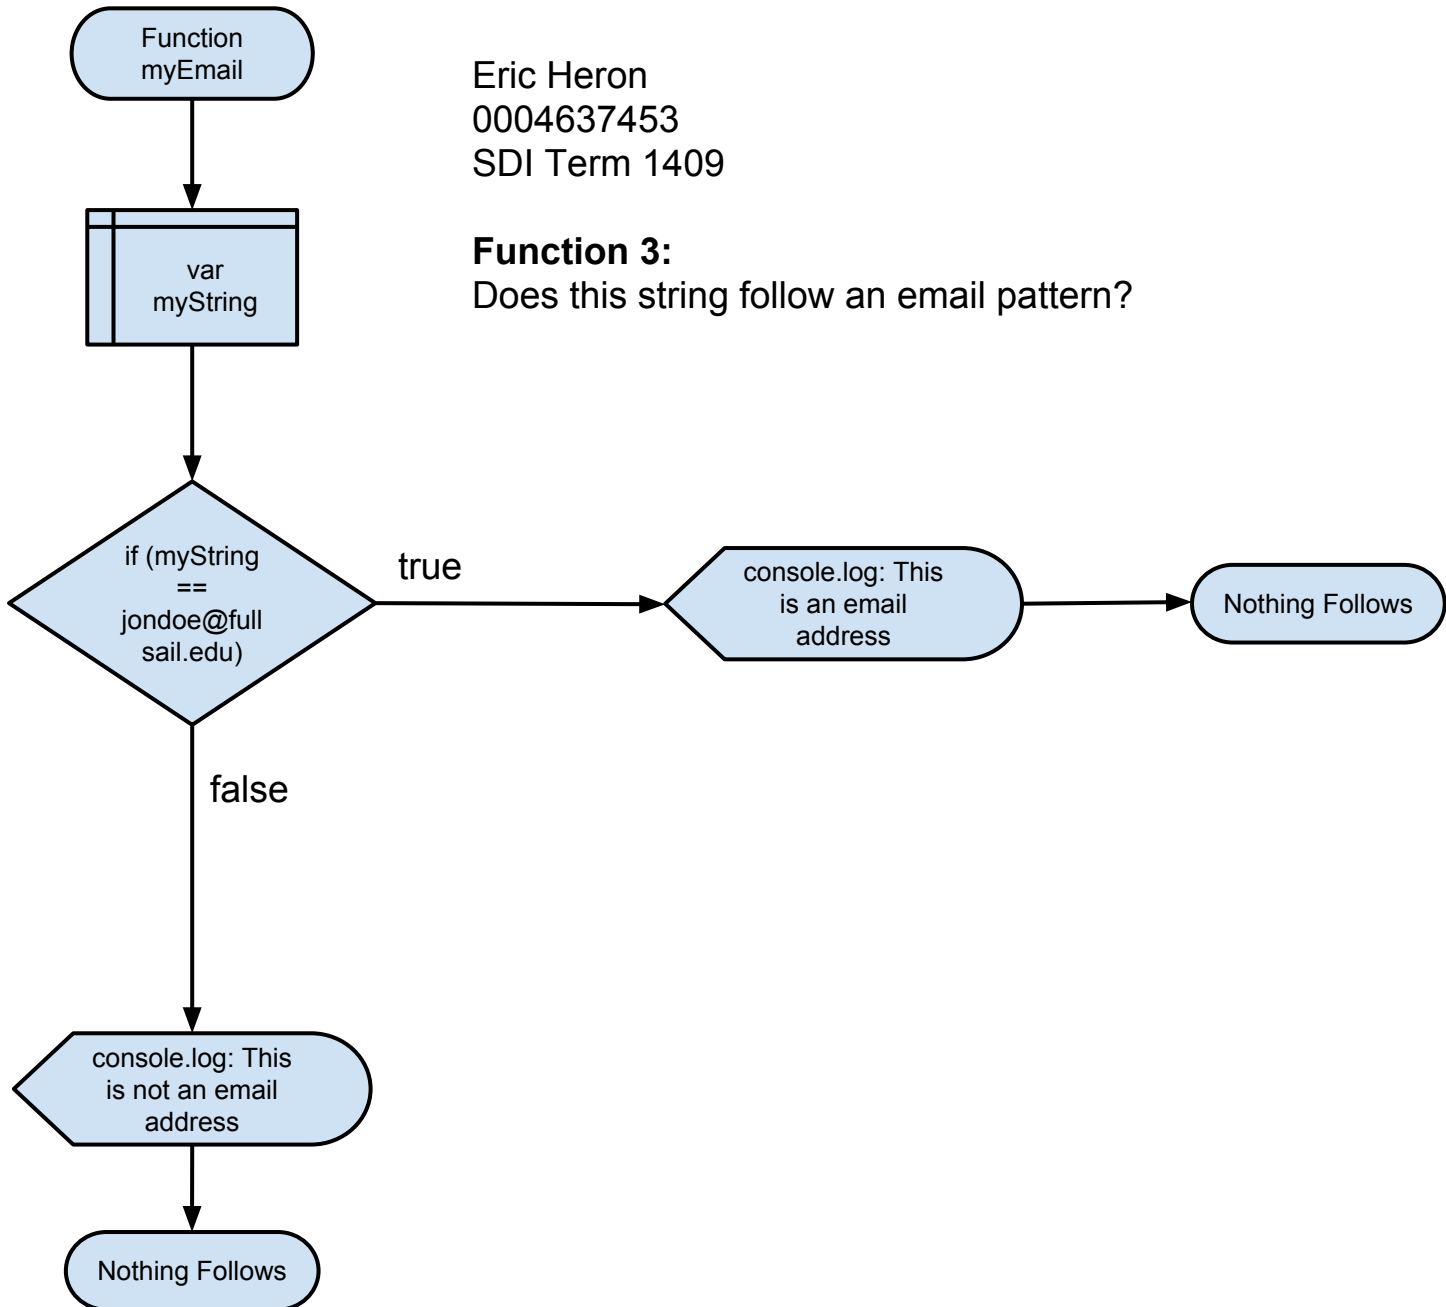 Function
myEmail
Eric Heron
0004637453
SDI Term 1409
Function 3:
Does this string follow an email pattern?
var
myString
if (myString
==
jondoe@full
sail.edu)
true
console.log: This
is an email
address
Nothing Follows
false
console.log: This
is not an email
address
Nothing Follows